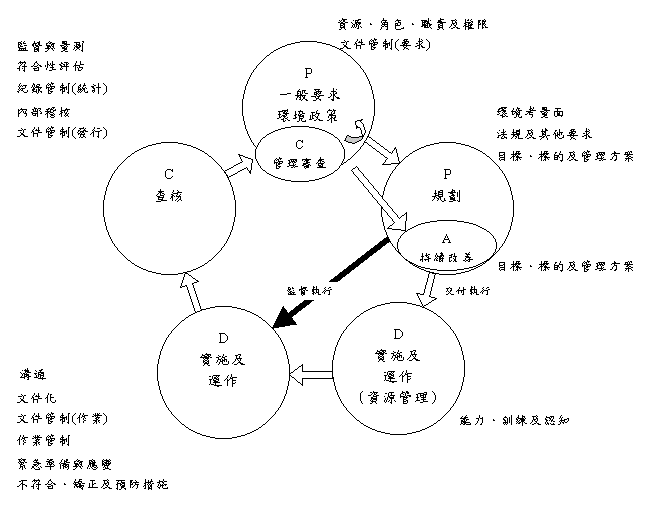 資源、角色、職責及權限
文件管制(要求)
監督與量測
符合性評估
紀錄管制(統計)
內部稽核
文件管制(發行)
P
一般要求
環境政策
C
管理審查
環境考量面
法規及其他要求
目標、標的及管理方案
C
查核
P
規劃
A
持續改善
目標、標的及管理方案
監督執行
交付執行
D
實施及
運作
D
實施及
運作
(資源管理)
溝通
文件化
文件管制(作業)
作業管制
緊急準備與應變
不符合、矯正及預防措施
能力、訓練及認知